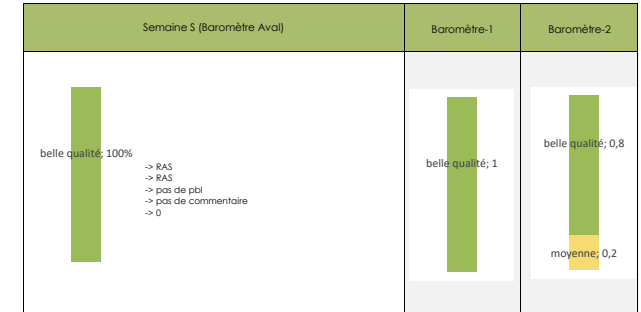 Semaine S (Baromètre Aval)
Baromètre-1
Baromètre-2
belle qualité; 100%
-> RAS
-> RAS
-> pas de pbl
-> pas de commentaire
-> 0
belle qualité; 1
belle qualité; 0,8
moyenne; 0,2